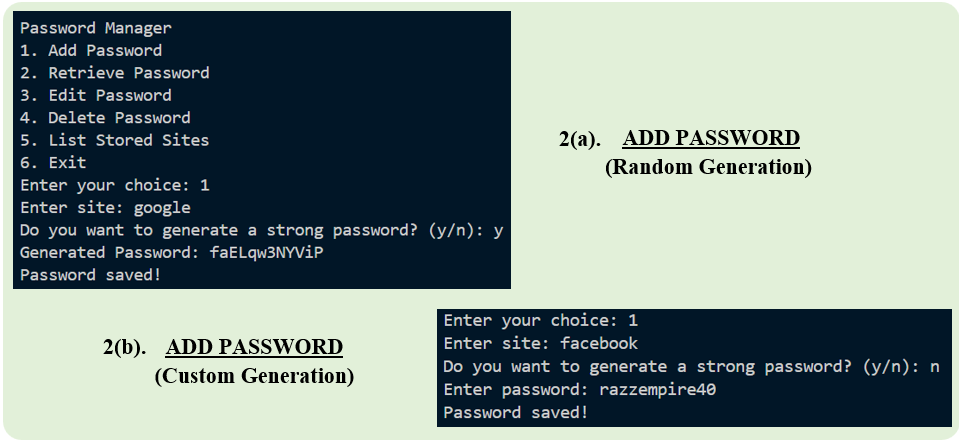 Password Manager
1. Add Password
2. Retrieve Password
3. Edit Password
4. Delete Password
5. List Stored Sites
6. Exit
Enter your choice: 1
Enter site: google
Do you want to generate a strong password? (y/n): y
Generated Password: faELqw3NYViP
Password saved!
2(a). ADD PASSWORD
(Random Generation)
2(b). ADD PASSWORD
(Custom Generation)
Enter your choice: 1
Enter site: facebook
Do you want to generate a strong password? (y/n): n
Enter password: razzempire40
Password saved!